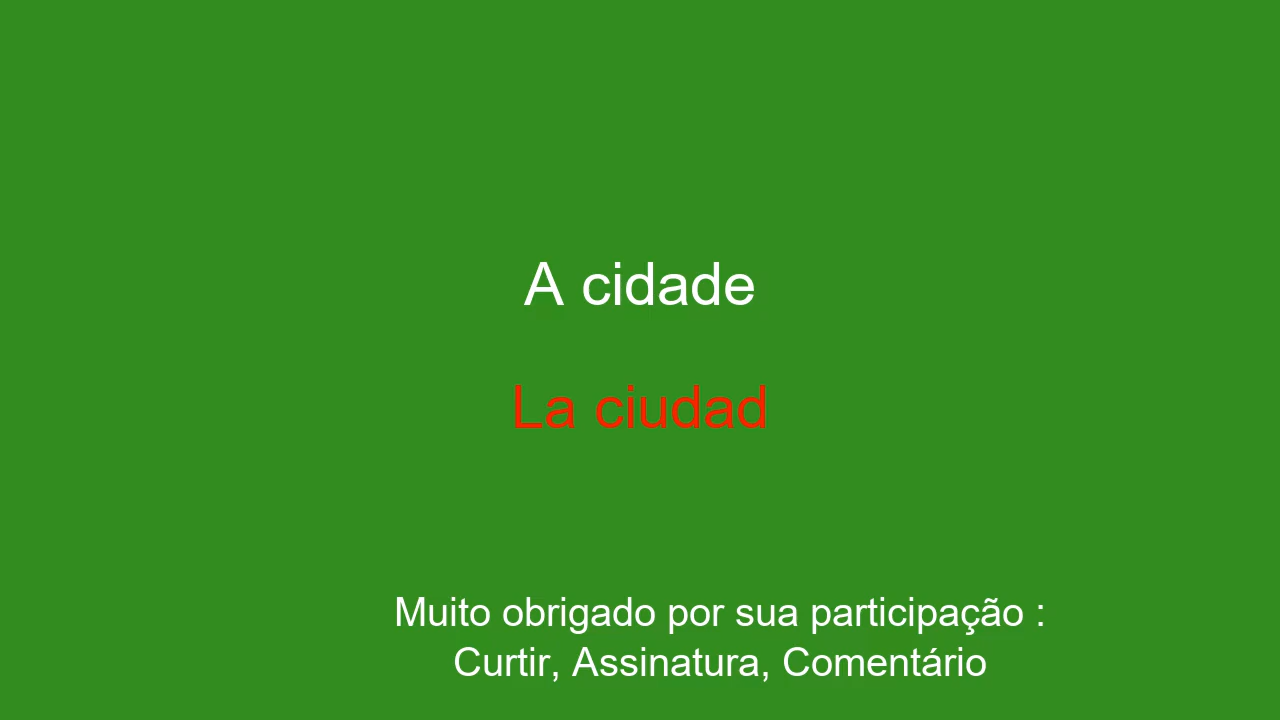 A cidade
La ciudad
Muito obrigado por sua participação :
Curtir, Assinatura, Comentário